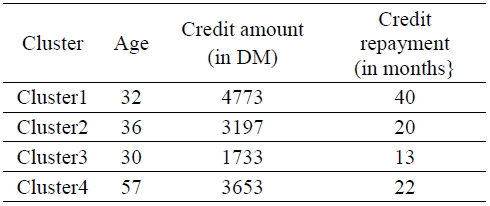 Cluster Age Credit amount (in DM) Credit repayment (in months}
Cluster1 32 4773 40
Cluster2 36 3197 20
Cluster3 30 1733 13
Cluster4 57 3653 22